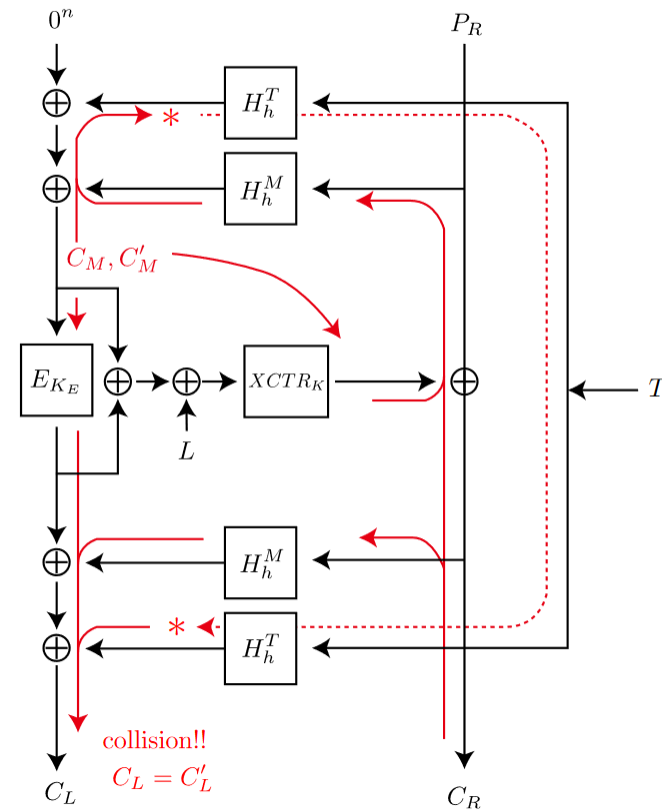 0^n P_R
H_h^T
*
H_h^M
C_M, C'_M
E_{K_E} XCTR_K
T
L
H_h^M
H_h^T
*
collision!!
C_L = C'_L
C_L C_R